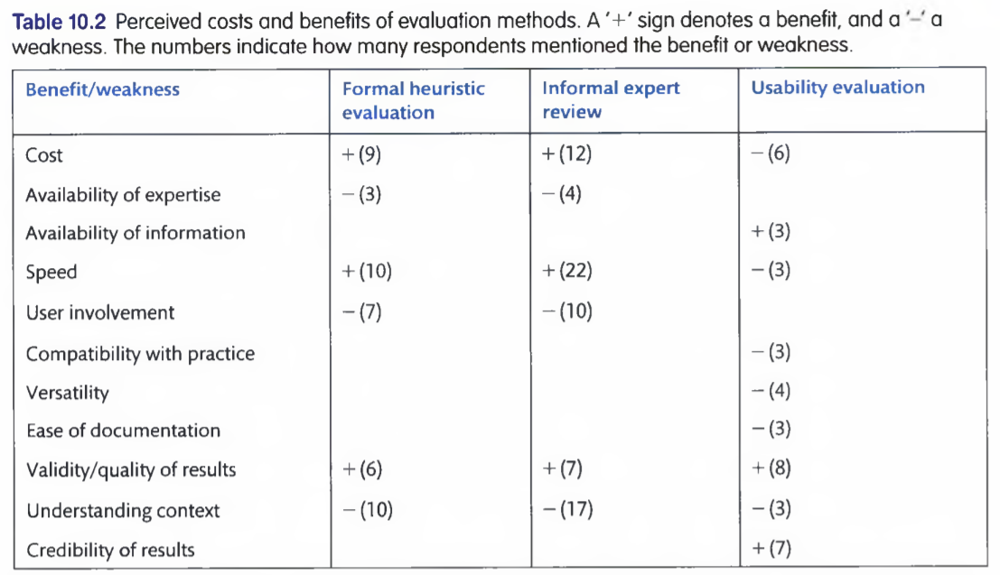 Table 10.2 Perceived costs and benefits of evaluation methods. A '+' sign denotes a benefit, and a '–' a
weakness. The numbers indicate how many respondents mentioned the benefit or weakness.
Benefit/weakness Formal heuristic evaluation Informal expert review Usability evaluation
Cost +(9) +(12) –(6)
Availability of expertise –(3) –(4)
Availability of information +(3)
Speed +(10) +(22) –(3)
User involvement –(7) –(10)
Compatibility with practice –(3)
Versatility –(4)
Ease of documentation –(3)
Validity/quality of results +(6) +(7) +(8)
Understanding context –(10) –(17) –(3)
Credibility of results +(7)